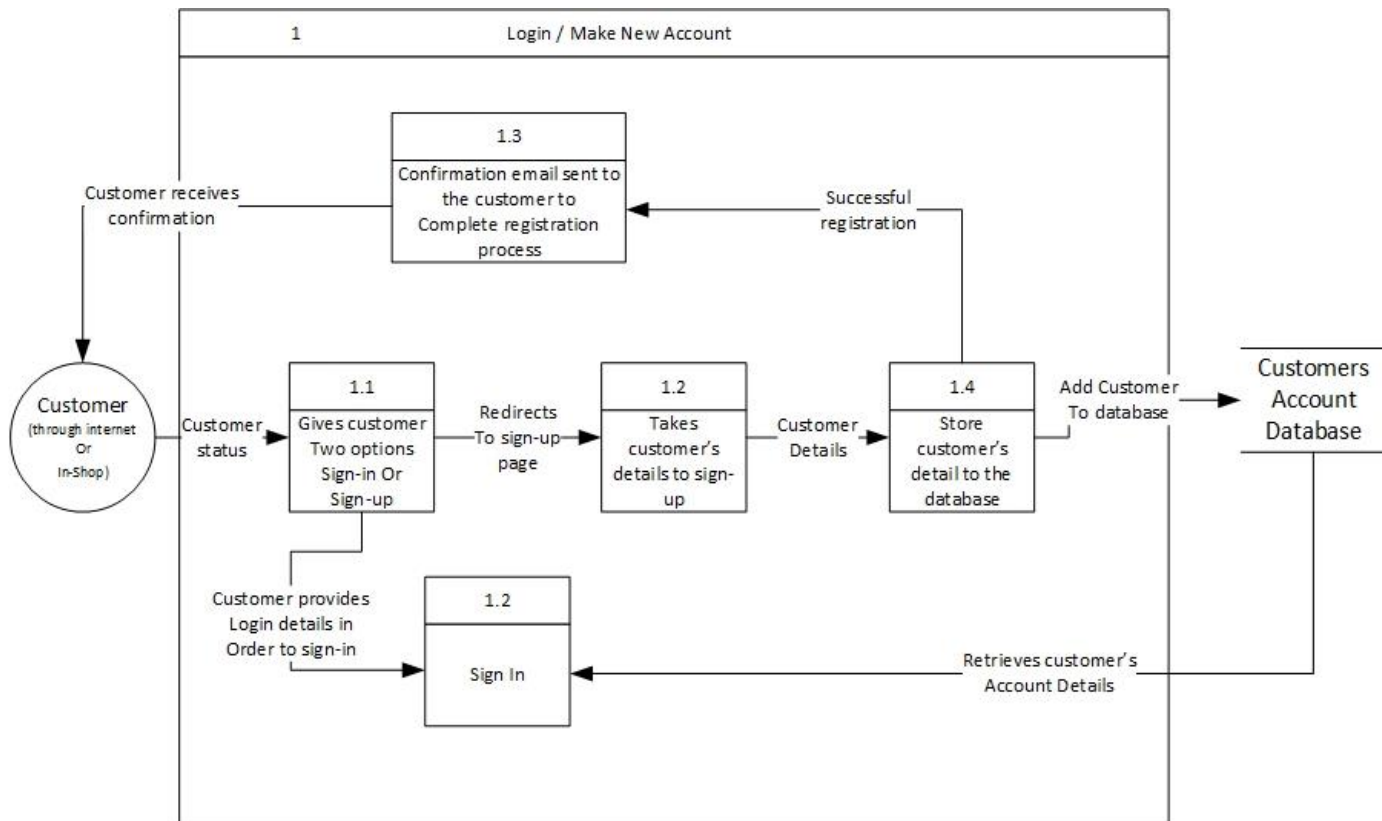 1 Login / Make New Account
1.3
Confirmation email sent to
the customer to
Complete registration
process
Customer receives
confirmation
Successful
registration
Customer
(through internet
Or
In-Shop)
Customer
status
1.1
Gives customer
Two options
Sign-in Or
Sign-up
Redirects
To sign-up
page
1.2
Takes
customer's
details to sign-
up
Customer
Details
1.4
Store
customer's
detail to the
database
Add Customer
To database
Customers
Account
Database
Customer provides
Login details in
Order to sign-in
1.2
Sign In
Retrieves customer's
Account Details